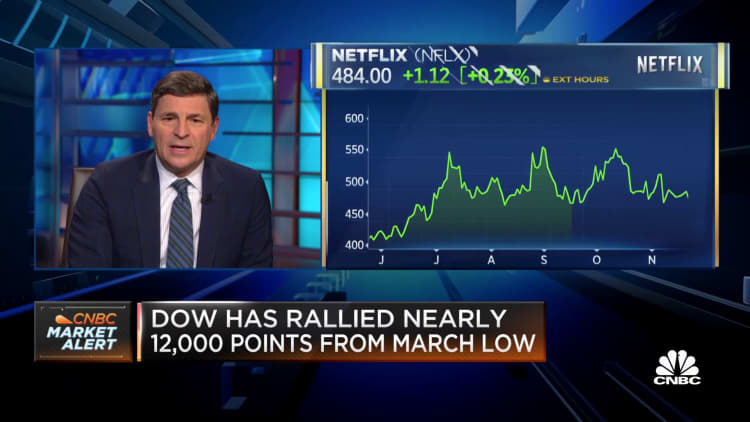 NETFLIX (NFLX)
484.00 +1.12 [+0.23%] EXT HOURS
NETFLIX
600
550
500
450
400
J J A S O N
CNBC
MARKET
ALERT
DOW HAS RALLIED NEARLY
12,000 POINTS FROM MARCH LOW
CNBC